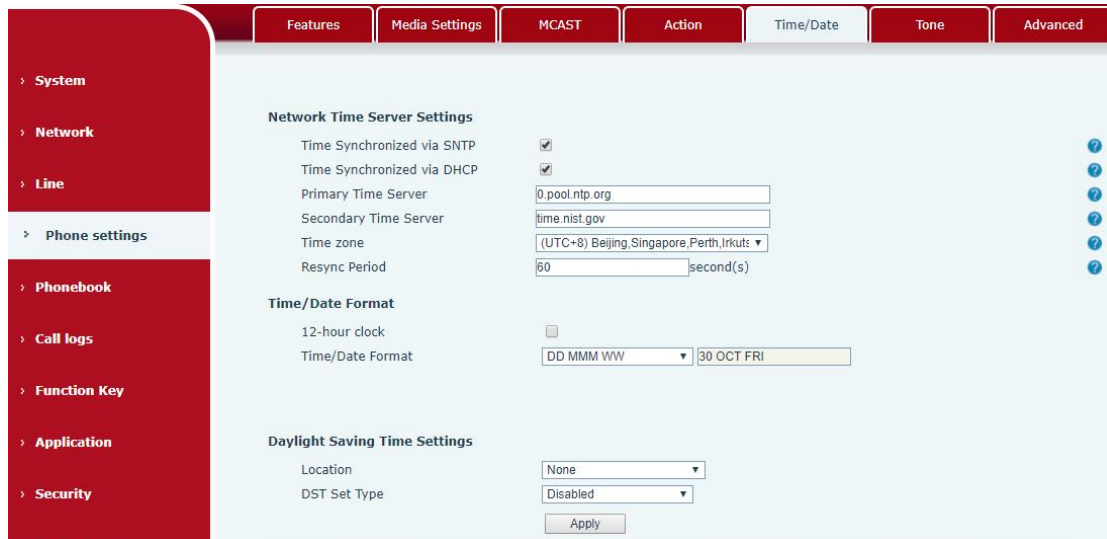 Features Media Settings MCAST Action Time/Date Tone Advanced
System
Network
Line
Phone settings
Phonebook
Call logs
Function Key
Application
Security
Network Time Server Settings
Time Synchronized via SNTP
Time Synchronized via DHCP
Primary Time Server 0.pool.ntp.org
Secondary Time Server time.nist.gov
Time zone (UTC+8) Beijing,Singapore,Perth,Irkuts
Resync Period 60 second(s)
Time/Date Format
12-hour clock
Time/Date Format DD MMM WW 30 OCT FRI
Daylight Saving Time Settings
Location None
DST Set Type Disabled
Apply